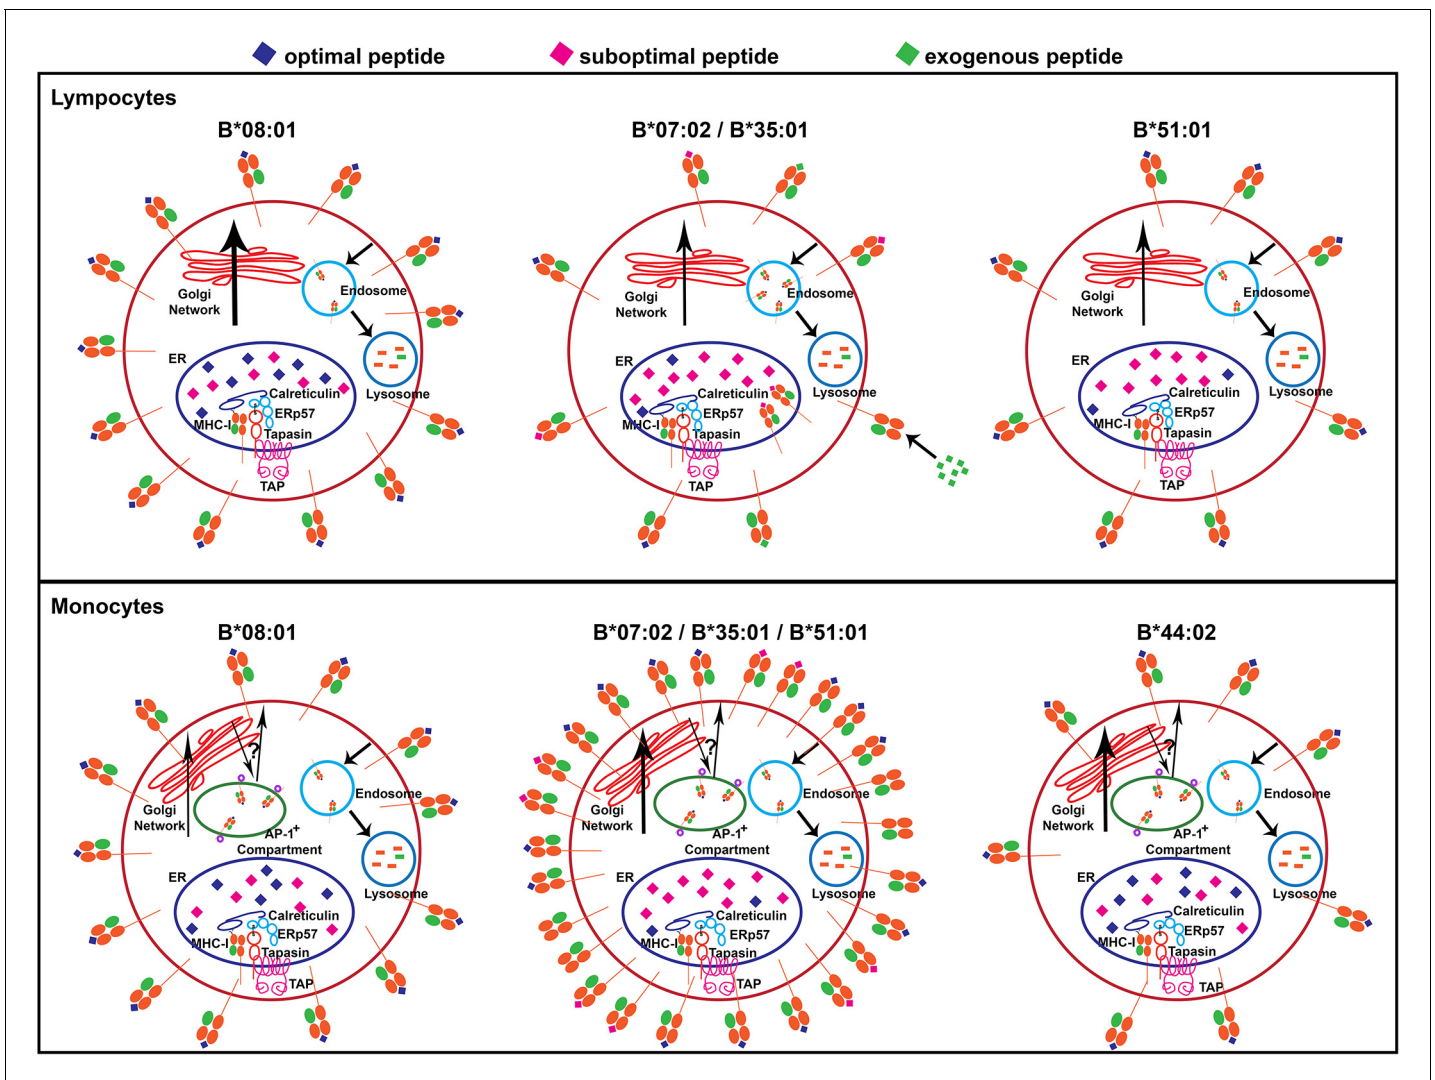 optimal peptide
suboptimal peptide
exogenous peptide
Lympocytes
B*08:01
Golgi
Network
Endosome
ER
Lysosome
Calreticulin
ERp57
MHC-I
Tapasin
TAP
B*07:02 / B*35:01
Golgi
Network
Endosome
ER
Lysosome
Calreticulin
ERp57
MHC-I
Tapasin
TAP
B*51:01
Golgi
Network
Endosome
ER
Lysosome
Calreticulin
ERp57
MHC-I
Tapasin
TAP
Monocytes
B*08:01
?
Golgi
Network
Endosome
AP-1+
Compartment
ER
Lysosome
Calreticulin
ERp57
MHC-I
Tapasin
TAP
B*07:02 / B*35:01 / B*51:01
?
Golgi
Network
Endosome
AP-1+
Compartment
ER
Lysosome
Calreticulin
ERp57
MHC-I
Tapasin
TAP
B*44:02
?
Golgi
Network
Endosome
AP-1+
Compartment
ER
Lysosome
Calreticulin
ERp57
MHC-I
Tapasin
TAP